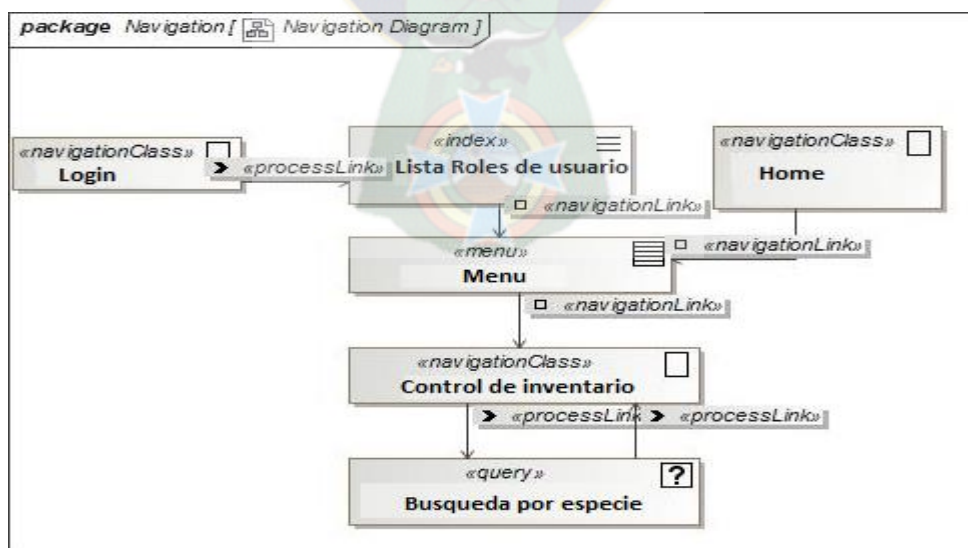 package Navigation [ Navigation Diagram ]
«navigationClass»
Login
«processLink»
«index»
Lista Roles de usuario
«navigationClass»
Home
«navigationLink»
«navigationLink»
«menu»
Menu
«navigationLink»
«navigationClass»
Control de inventario
«processLink «processLink»
«query»
?
Busqueda por especie